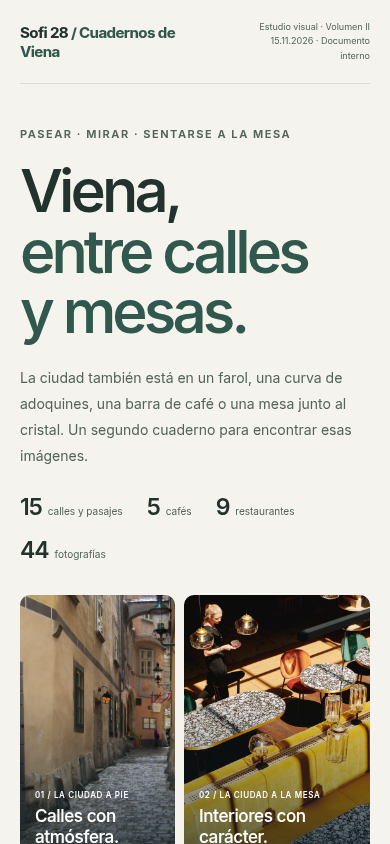 Sofi 28 / Cuadernos de
Viena
Estudio visual · Volumen II
15.11.2026 · Documento
interno
PASEAR · MIRAR · SENTARSE A LA MESA
Viena,
entre calles
y mesas.
La ciudad también está en un farol, una curva de
adoquines, una barra de café o una mesa junto al
cristal. Un segundo cuaderno para encontrar esas
imágenes.
15 calles y pasajes 5 cafés 9 restaurantes
44 fotografías
01 / LA CIUDAD A PIE
Calles con
atmósfera.
02 / LA CIUDAD A LA MESA
Interiores con
carácter.